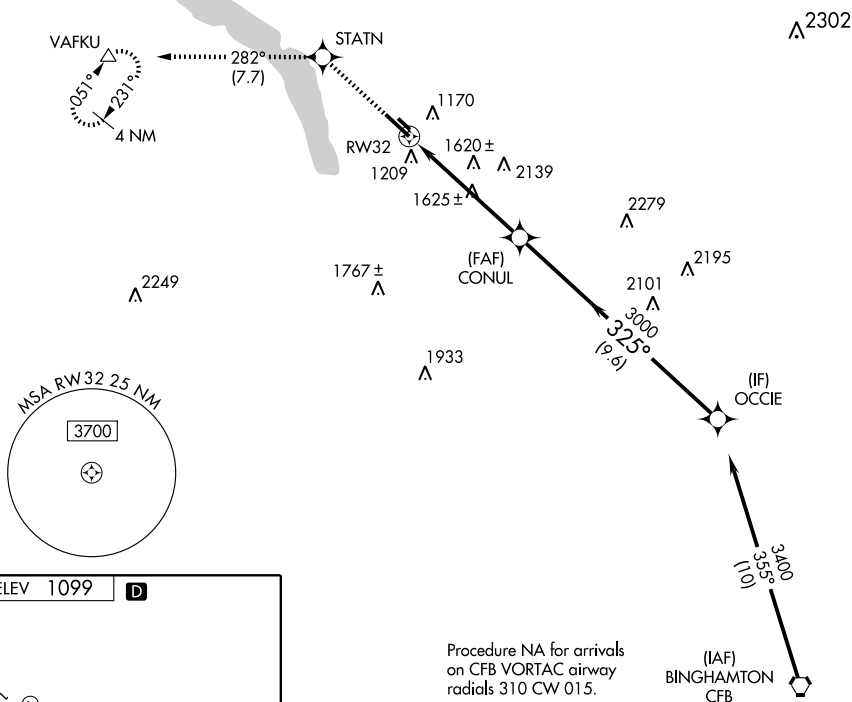 2302
VAFKU
STATN
282°
(7.7)
051°
231°
4 NM
1170
RW32
1209
1620 ±
2139
1625 ±
2279
(FAF)
CONUL
2195
2101
2249
1767 ±
3000
325°
(9.6)
1933
(IF)
OCCIE
MSA RW32 25 NM
3700
3400
355°
(10)
ELEV 1099 D
Procedure NA for arrivals
on CFB VORTAC airway
radials 310 CW 015.
(IAF)
BINGHAMTON
CFB